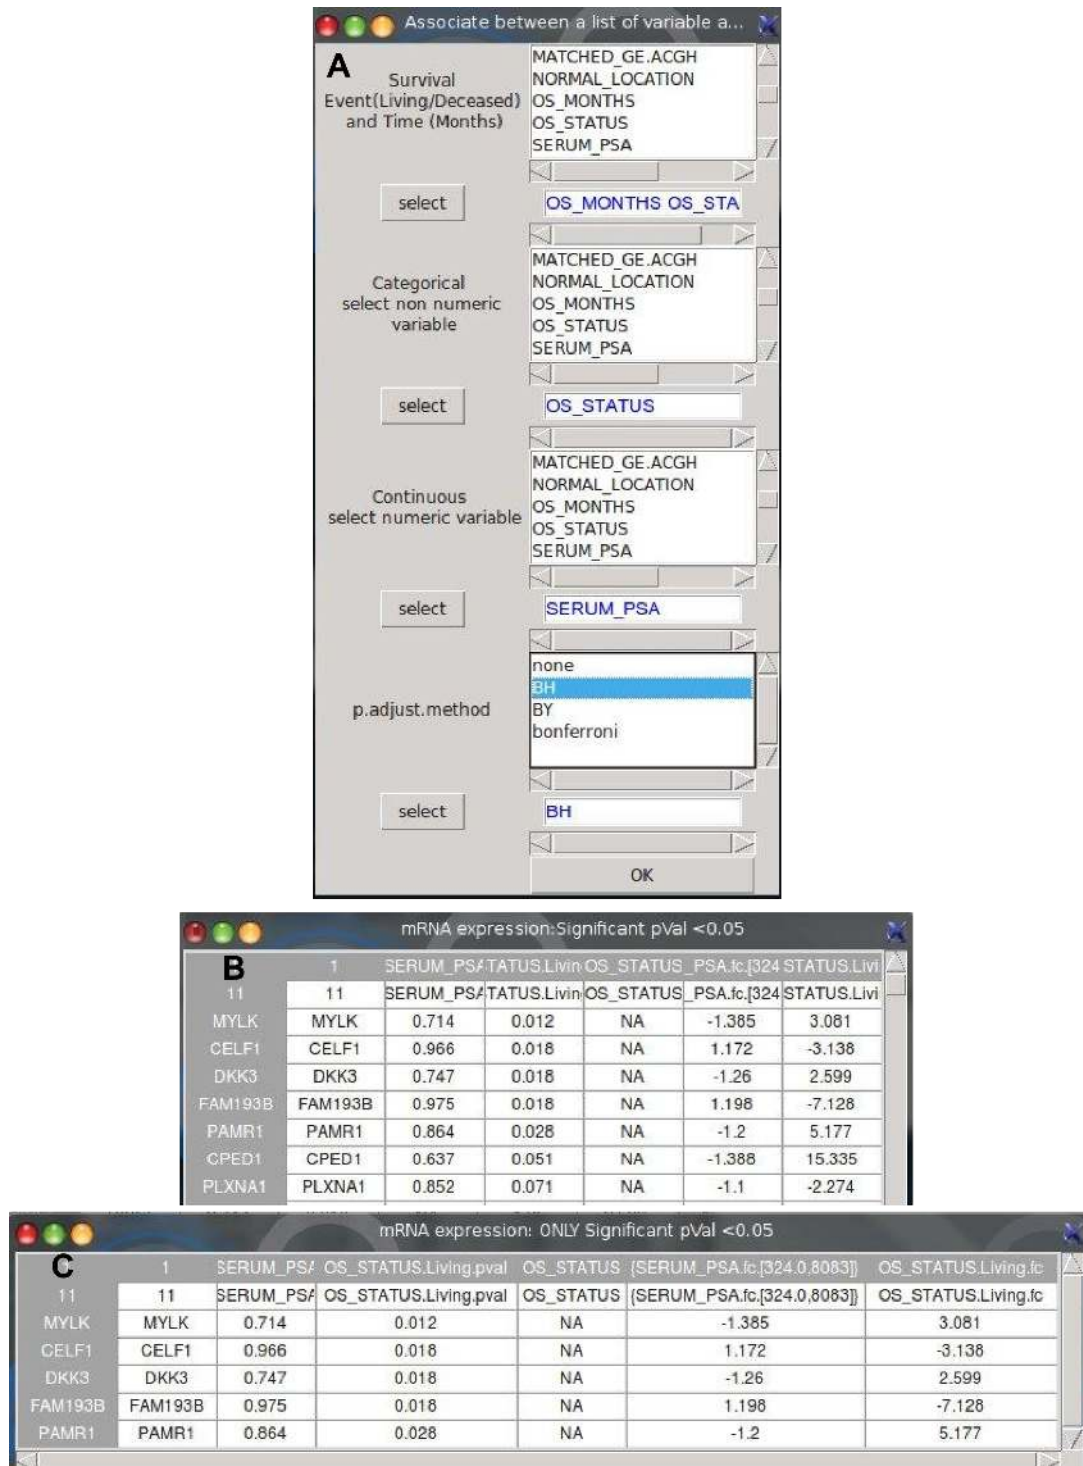 Associate between a list of variable a...
A
Survival
Event(Living/Deceased)
and Time (Months)
MATCHED_GE.ACGH
NORMAL_LOCATION
OS_MONTHS
OS_STATUS
SERUM_PSA
select
OS_MONTHS OS_STA
Categorical
select non numeric
variable
MATCHED_GE.ACGH
NORMAL_LOCATION
OS_MONTHS
OS_STATUS
SERUM_PSA
select
OS_STATUS
Continuous
select numeric variable
MATCHED_GE.ACGH
NORMAL_LOCATION
OS_MONTHS
OS_STATUS
SERUM_PSA
select
SERUM_PSA
p.adjust.method
none
BH
BY
bonferroni
select
BH
OK
mRNA expression:Significant pVal <0.05
B 1 SERUM_PSA TATUS.Livin OS_STATUS _PSA.fc.[324 STATUS.Livi
11 11 SERUM_PSA TATUS.Livin OS_STATUS _PSA.fc.[324 STATUS.Livi
MYLK MYLK 0.714 0.012 NA -1.385 3.081
CELF1 CELF1 0.966 0.018 NA 1.172 -3.138
DKK3 DKK3 0.747 0.018 NA -1.26 2.599
FAM193B FAM193B 0.975 0.018 NA 1.198 -7.128
PAMR1 PAMR1 0.864 0.028 NA -1.2 5.177
CPED1 CPED1 0.637 0.051 NA -1.388 15.335
PLXNA1 PLXNA1 0.852 0.071 NA -1.1 -2.274
mRNA expression: ONLY Significant pVal <0.05
C 1 SERUM_PSA OS_STATUS.Living.pval OS_STATUS {SERUM_PSA.fc.[324.0,8083]} OS_STATUS.Living.fc
11 11 SERUM_PSA OS_STATUS.Living.pval OS_STATUS {SERUM_PSA.fc.[324.0,8083]} OS_STATUS.Living.fc
MYLK MYLK 0.714 0.012 NA -1.385 3.081
CELF1 CELF1 0.966 0.018 NA 1.172 -3.138
DKK3 DKK3 0.747 0.018 NA -1.26 2.599
FAM193B FAM193B 0.975 0.018 NA 1.198 -7.128
PAMR1 PAMR1 0.864 0.028 NA -1.2 5.177